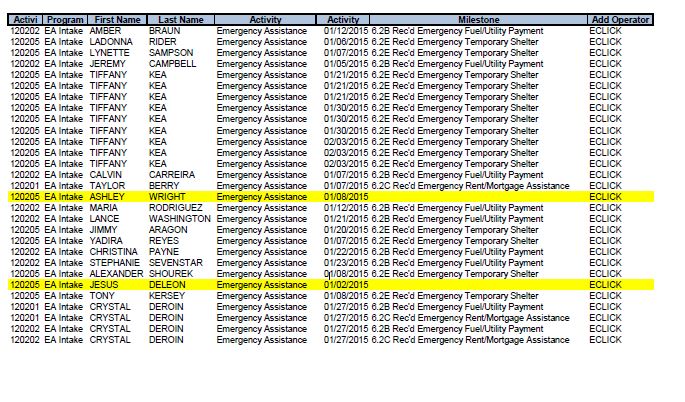 Activi Program First Name Last Name Activity Activity Milestone Add Operator
120202 EA Intake AMBER BRAUN Emergency Assistance 01/12/2015 6.2B Rec'd Emergency Fuel/Utility Payment ECLICK
120205 EA Intake LADONNA RIDER Emergency Assistance 01/06/2015 6.2E Rec'd Emergency Temporary Shelter ECLICK
120205 EA Intake LYNETTE SAMPSON Emergency Assistance 01/07/2015 6.2E Rec'd Emergency Temporary Shelter ECLICK
120202 EA Intake JEREMY CAMPBELL Emergency Assistance 01/05/2015 6.2B Rec'd Emergency Fuel/Utility Payment ECLICK
120205 EA Intake TIFFANY KEA Emergency Assistance 01/21/2015 6.2E Rec'd Emergency Temporary Shelter ECLICK
120205 EA Intake TIFFANY KEA Emergency Assistance 01/21/2015 6.2E Rec'd Emergency Temporary Shelter ECLICK
120205 EA Intake TIFFANY KEA Emergency Assistance 01/21/2015 6.2E Rec'd Emergency Temporary Shelter ECLICK
120205 EA Intake TIFFANY KEA Emergency Assistance 01/30/2015 6.2E Rec'd Emergency Temporary Shelter ECLICK
120205 EA Intake TIFFANY KEA Emergency Assistance 01/30/2015 6.2E Rec'd Emergency Temporary Shelter ECLICK
120205 EA Intake TIFFANY KEA Emergency Assistance 01/30/2015 6.2E Rec'd Emergency Temporary Shelter ECLICK
120205 EA Intake TIFFANY KEA Emergency Assistance 02/03/2015 6.2E Rec'd Emergency Temporary Shelter ECLICK
120205 EA Intake TIFFANY KEA Emergency Assistance 02/03/2015 6.2E Rec'd Emergency Temporary Shelter ECLICK
120205 EA Intake TIFFANY KEA Emergency Assistance 02/03/2015 6.2E Rec'd Emergency Temporary Shelter ECLICK
120202 EA Intake CALVIN CARREIRA Emergency Assistance 01/07/2015 6.2B Rec'd Emergency Fuel/Utility Payment ECLICK
120201 EA Intake TAYLOR BERRY Emergency Assistance 01/07/2015 6.2C Rec'd Emergency Rent/Mortgage Assistance ECLICK
120205 EA Intake ASHLEY WRIGHT Emergency Assistance 01/08/2015 ECLICK
120202 EA Intake MARIA RODRIGUEZ Emergency Assistance 01/12/2015 6.2B Rec'd Emergency Fuel/Utility Payment ECLICK
120202 EA Intake LANCE WASHINGTON Emergency Assistance 01/21/2015 6.2B Rec'd Emergency Fuel/Utility Payment ECLICK
120205 EA Intake JIMMY ARAGON Emergency Assistance 01/20/2015 6.2E Rec'd Emergency Temporary Shelter ECLICK
120205 EA Intake YADIRA REYES Emergency Assistance 01/07/2015 6.2E Rec'd Emergency Temporary Shelter ECLICK
120202 EA Intake CHRISTINA PAYNE Emergency Assistance 01/22/2015 6.2B Rec'd Emergency Fuel/Utility Payment ECLICK
120202 EA Intake STEPHANIE SEVENSTAR Emergency Assistance 01/23/2015 6.2B Rec'd Emergency Fuel/Utility Payment ECLICK
120205 EA Intake ALEXANDER SHOUREK Emergency Assistance 01/08/2015 6.2E Rec'd Emergency Temporary Shelter ECLICK
120205 EA Intake JESUS DELEON Emergency Assistance 01/02/2015 ECLICK
120205 EA Intake TONY KERSEY Emergency Assistance 01/08/2015 6.2E Rec'd Emergency Temporary Shelter ECLICK
120201 EA Intake CRYSTAL DEROIN Emergency Assistance 01/27/2015 6.2B Rec'd Emergency Fuel/Utility Payment ECLICK
120201 EA Intake CRYSTAL DEROIN Emergency Assistance 01/27/2015 6.2C Rec'd Emergency Rent/Mortgage Assistance ECLICK
120202 EA Intake CRYSTAL DEROIN Emergency Assistance 01/27/2015 6.2B Rec'd Emergency Fuel/Utility Payment ECLICK
120202 EA Intake CRYSTAL DEROIN Emergency Assistance 01/27/2015 6.2C Rec'd Emergency Rent/Mortgage Assistance ECLICK